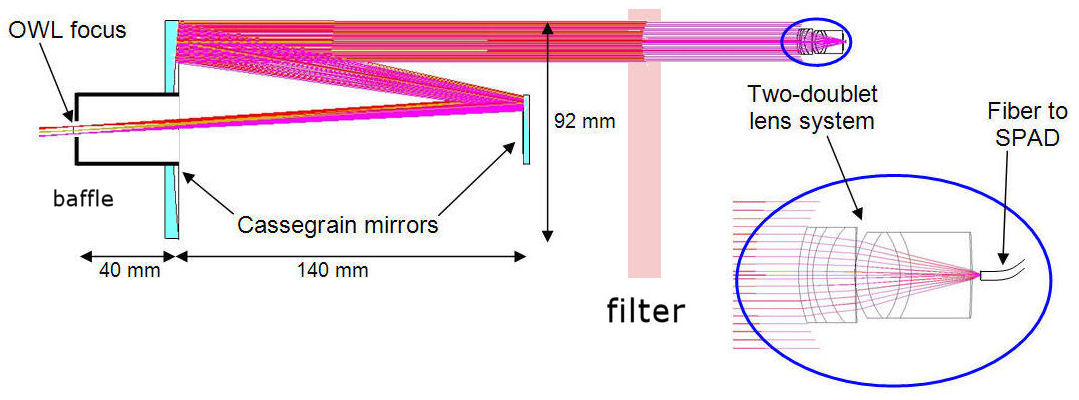 OWL focus
92 mm
Two-doublet
lens system
Fiber to
SPAD
baffle
Cassegrain mirrors
40 mm
140 mm
filter